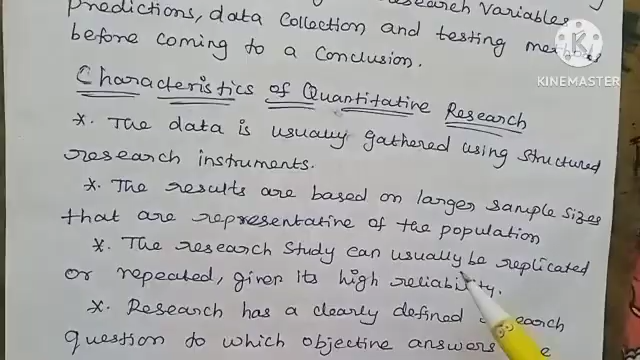 research variables,
predictions, data collection and testing methods
before coming to a conclusion.
KINEMASTER
Characteristics of Quantitative Research
*. The data is usually gathered using structured
research instruments.
*. The results are based on larger sample sizes
that are representative of the population
*. The research study can usually be replicated
or repeated, given its high reliability.
*. Research has a clearly defined
question to which objective answers